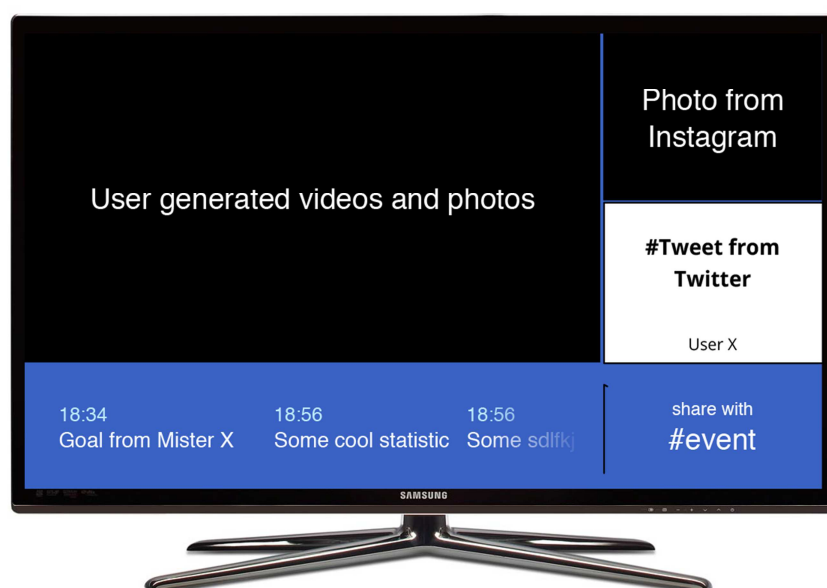 User generated videos and photos
Photo from
Instagram
#Tweet from
Twitter
User X
18:34
Goal from Mister X
18:56
Some cool statistic
18:56
Some sdlfkj
share with
#event
SAMSUNG